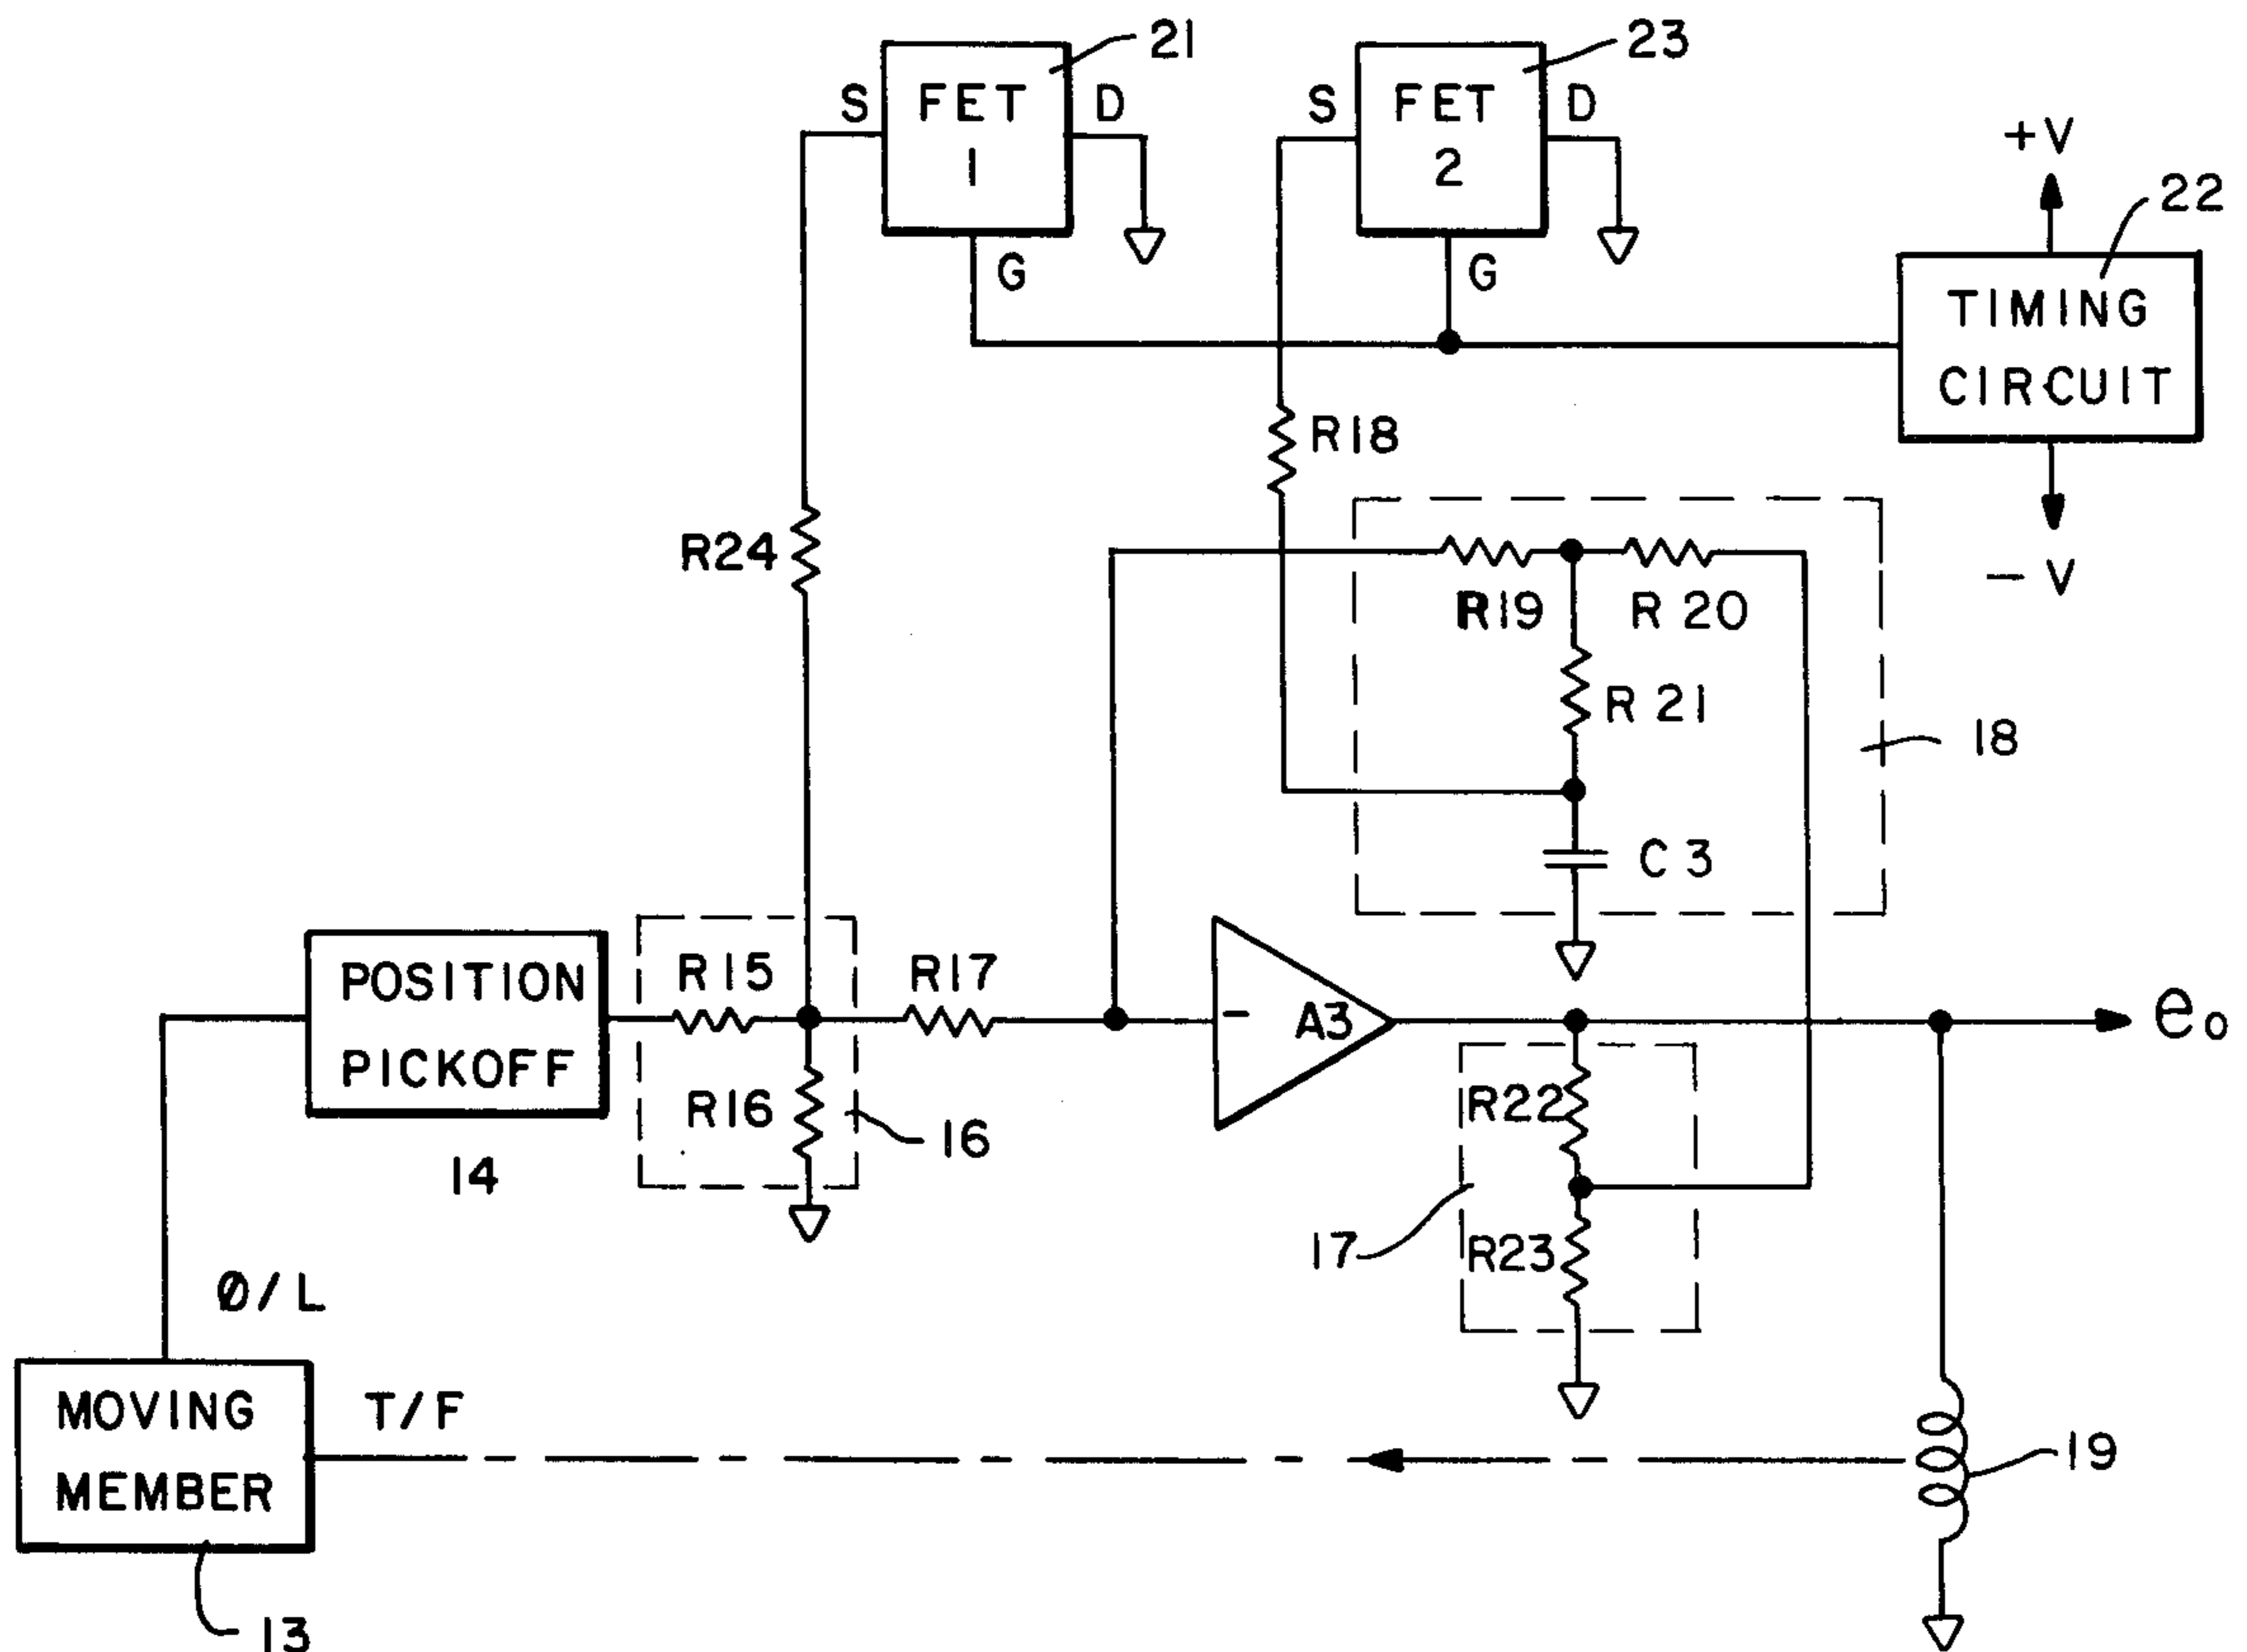 21
23
S
FET
1
D
G
S
FET
2
D
G
+V
22
TIMING
CIRCUIT
- V
R18
R24
R19
R 20
R 21
18
C 3
POSITION
PICKOFF
14
R15
R17
R16
16
-
A3
eo
R22
17
R23
Ø/L
MOVING
MEMBER
T/F
19
13